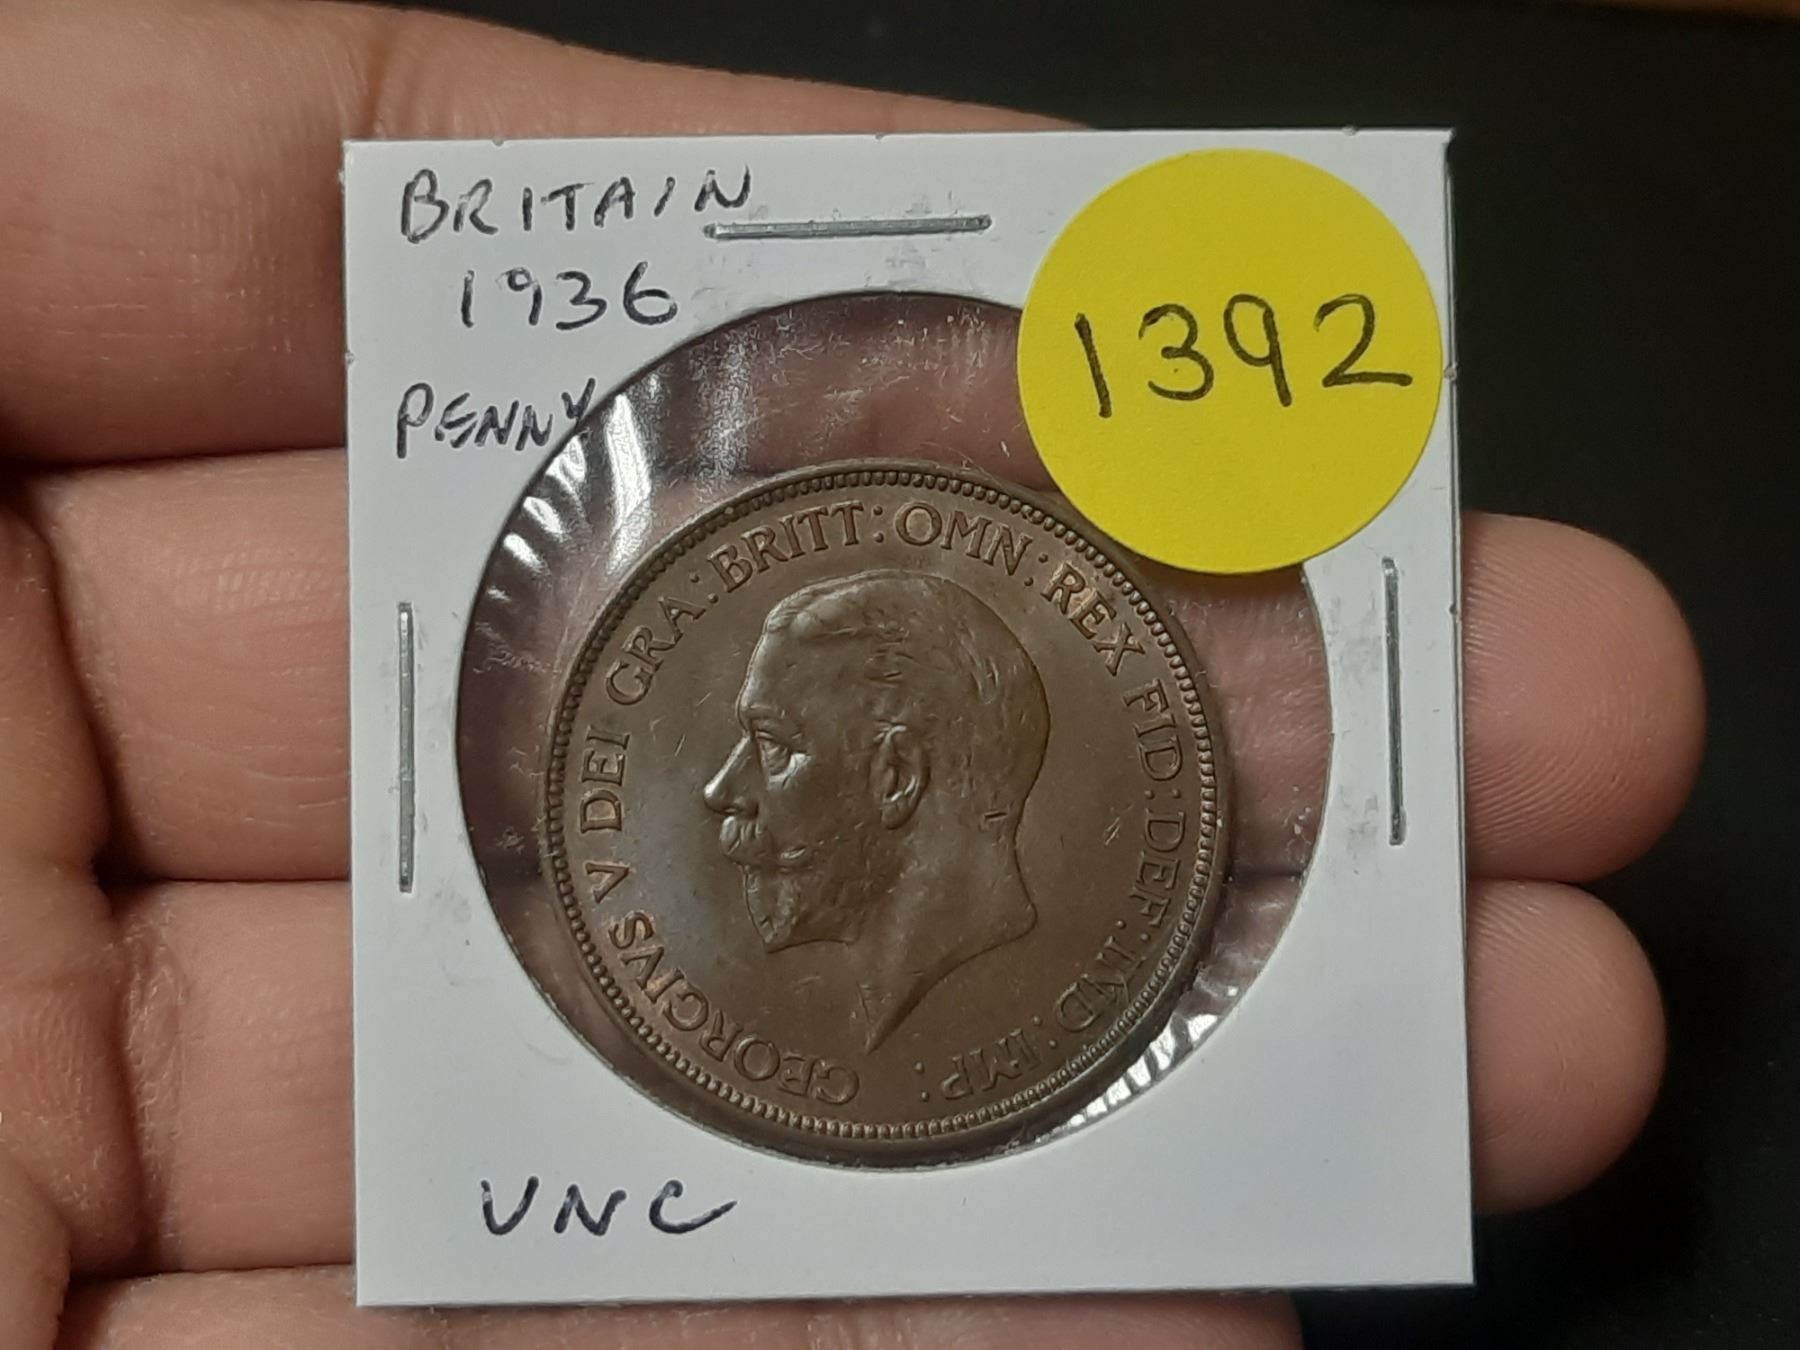 BRITAIN
1936
PENNY
1392
GEORGIVS V DEI GRA: BRITT: OMN: REX FID: DEF: IND: IMP:
UNC